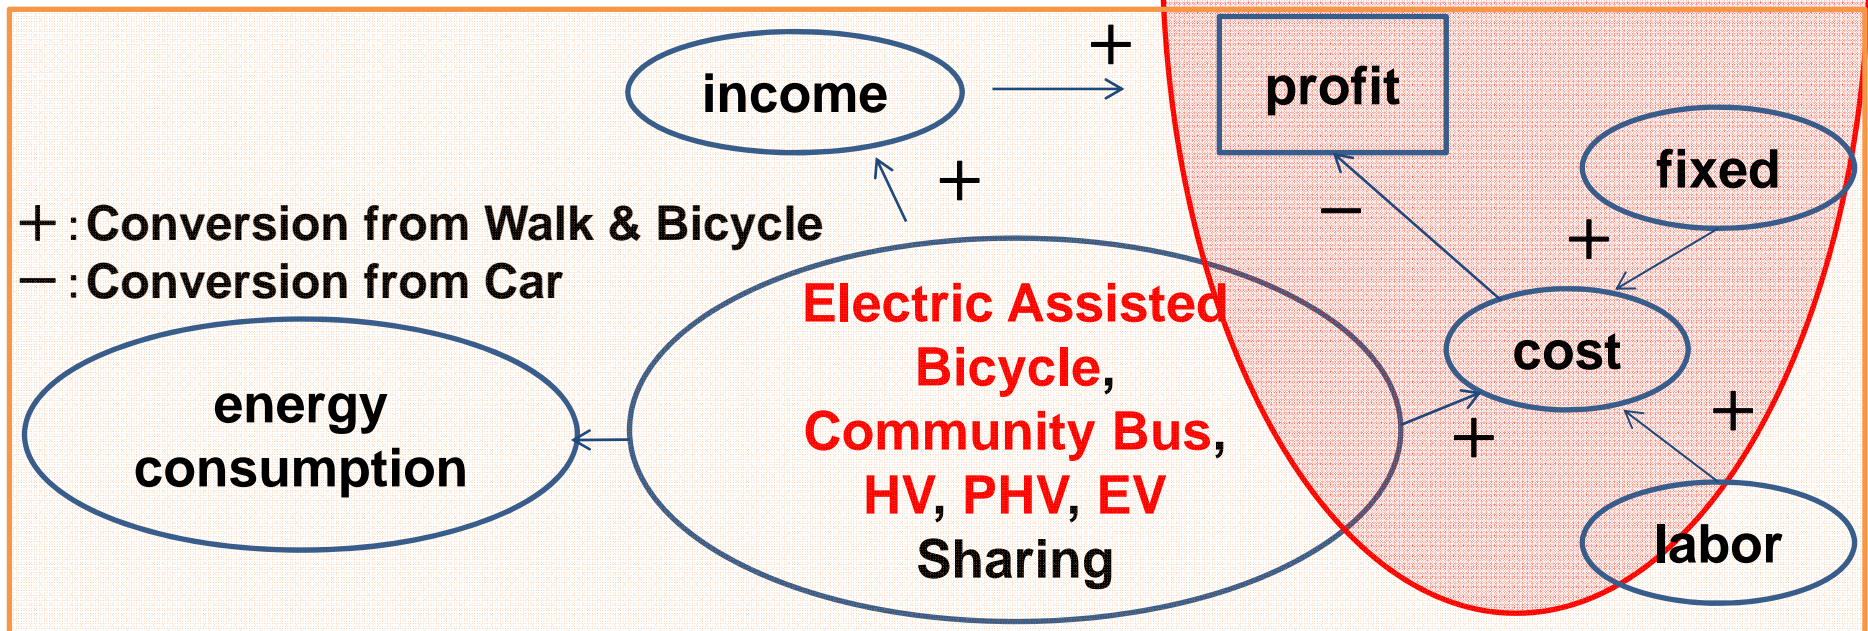 income
+
profit
fixed
+
+ : Conversion from Walk & Bicycle
− : Conversion from Car
−
+
Electric Assisted
Bicycle,
Community Bus,
HV, PHV, EV
Sharing
cost
energy
consumption
+
+
labor